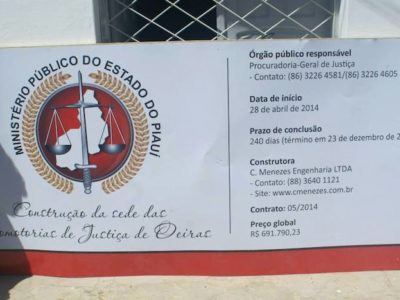 MINISTÉRIO PÚBLICO DO ESTADO DO PIAUÍ
Construção da sede das
omotorias de Justiça de Oeiras
Órgão público responsável
Procuradoria-Geral de Justiça
- Contato: (86) 3226 4581/(86) 3226 4605
Data de início
28 de abril de 2014
Prazo de conclusão
240 dias (término em 23 de dezembro de 2
Construtora
C. Menezes Engenharia LTDA
- Contato: (88) 3640 1121
- Site: www.cmenezes.com.br
Contrato: 05/2014
Preço global
R$ 691.790,23